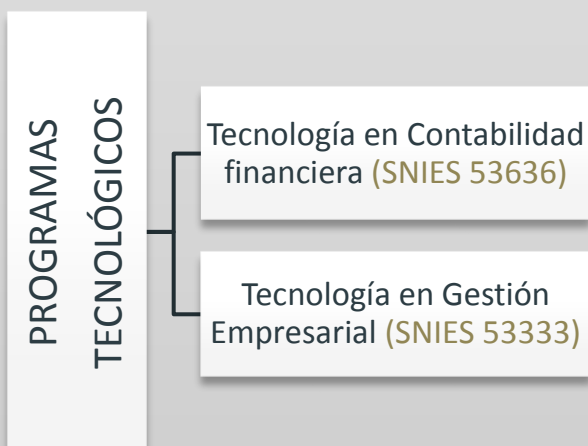 PROGRAMAS
TECNOLÓGICOS
Tecnología en Contabilidad
financiera (SNIES 53636)
Tecnología en Gestión
Empresarial (SNIES 53333)